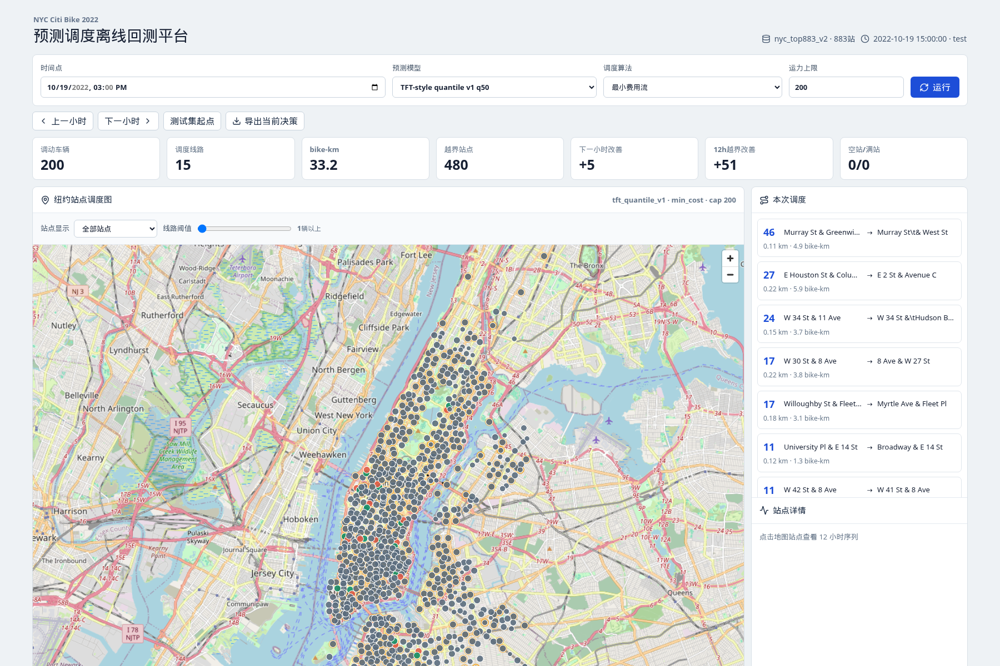 NYC Citi Bike 2022
预测调度离线回测平台
nyc_top883_v2 · 883站
2022-10-19 15:00:00 · test
时间点
预测模型
调度算法
运力上限
10/19/2022, 03:00 PM
TFT-style quantile v1 q50
最小费用流
200
运行
上一小时
下一小时
测试集起点
导出当前决策
调动车辆
200
调度线路
15
bike-km
33.2
越界站点
480
下一小时改善
+5
12h越界改善
+51
空站/满站
0/0
纽约站点调度图
tft_quantile_v1 · min_cost · cap 200
站点显示
全部站点
线路阈值
1辆以上
本次调度
46 Murray St & Greenwi... → Murray St\t& West St
0.11 km · 4.9 bike-km
27 E Houston St & Colu... → E 2 St & Avenue C
0.22 km · 5.9 bike-km
24 W 34 St & 11 Ave → W 34 St &\tHudson B...
0.15 km · 3.7 bike-km
17 W 30 St & 8 Ave → 8 Ave & W 27 St
0.22 km · 3.8 bike-km
17 Willoughby St & Fleet... → Myrtle Ave & Fleet Pl
0.18 km · 3.1 bike-km
11 University Pl & E 14 St → Broadway & E 14 St
0.12 km · 1.3 bike-km
11 W 42 St & 8 Ave → W 41 St & 8 Ave
站点详情
点击地图站点查看 12 小时序列
+
−
Palisades Park
Fort Lee
The Bronx
Wood-Ridge
Teterboro
Airport
Moonachie
Carlstadt
NJ 3
East Rutherford
Ridgefield
New Jersey
Rutherford
Edgewater
Nutley
Cliffside Park
Lyndhurst
Fairview
North Bergen
Belleville
North Arlington
Secaucus
Guttenberg
West New York
I 95
NJTP
Union City
Saw Mill
Creek Wildlife
Management
Area
Kearny
Weehawken
Harrison
Hoboken
ewark
Essex County
Pulaski
Skyway
Kearny
Point
Journal Square
The Ironbound
Jersey City
Queens
Communipaw
I 78
NJTP
Port Newark